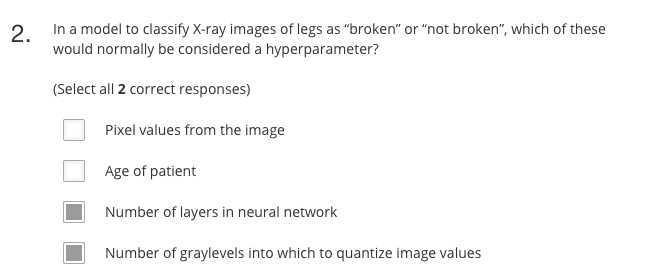 2. In a model to classify X-ray images of legs as “broken” or “not broken”, which of these
would normally be considered a hyperparameter?
(Select all 2 correct responses)
Pixel values from the image
Age of patient
Number of layers in neural network
Number of graylevels into which to quantize image values